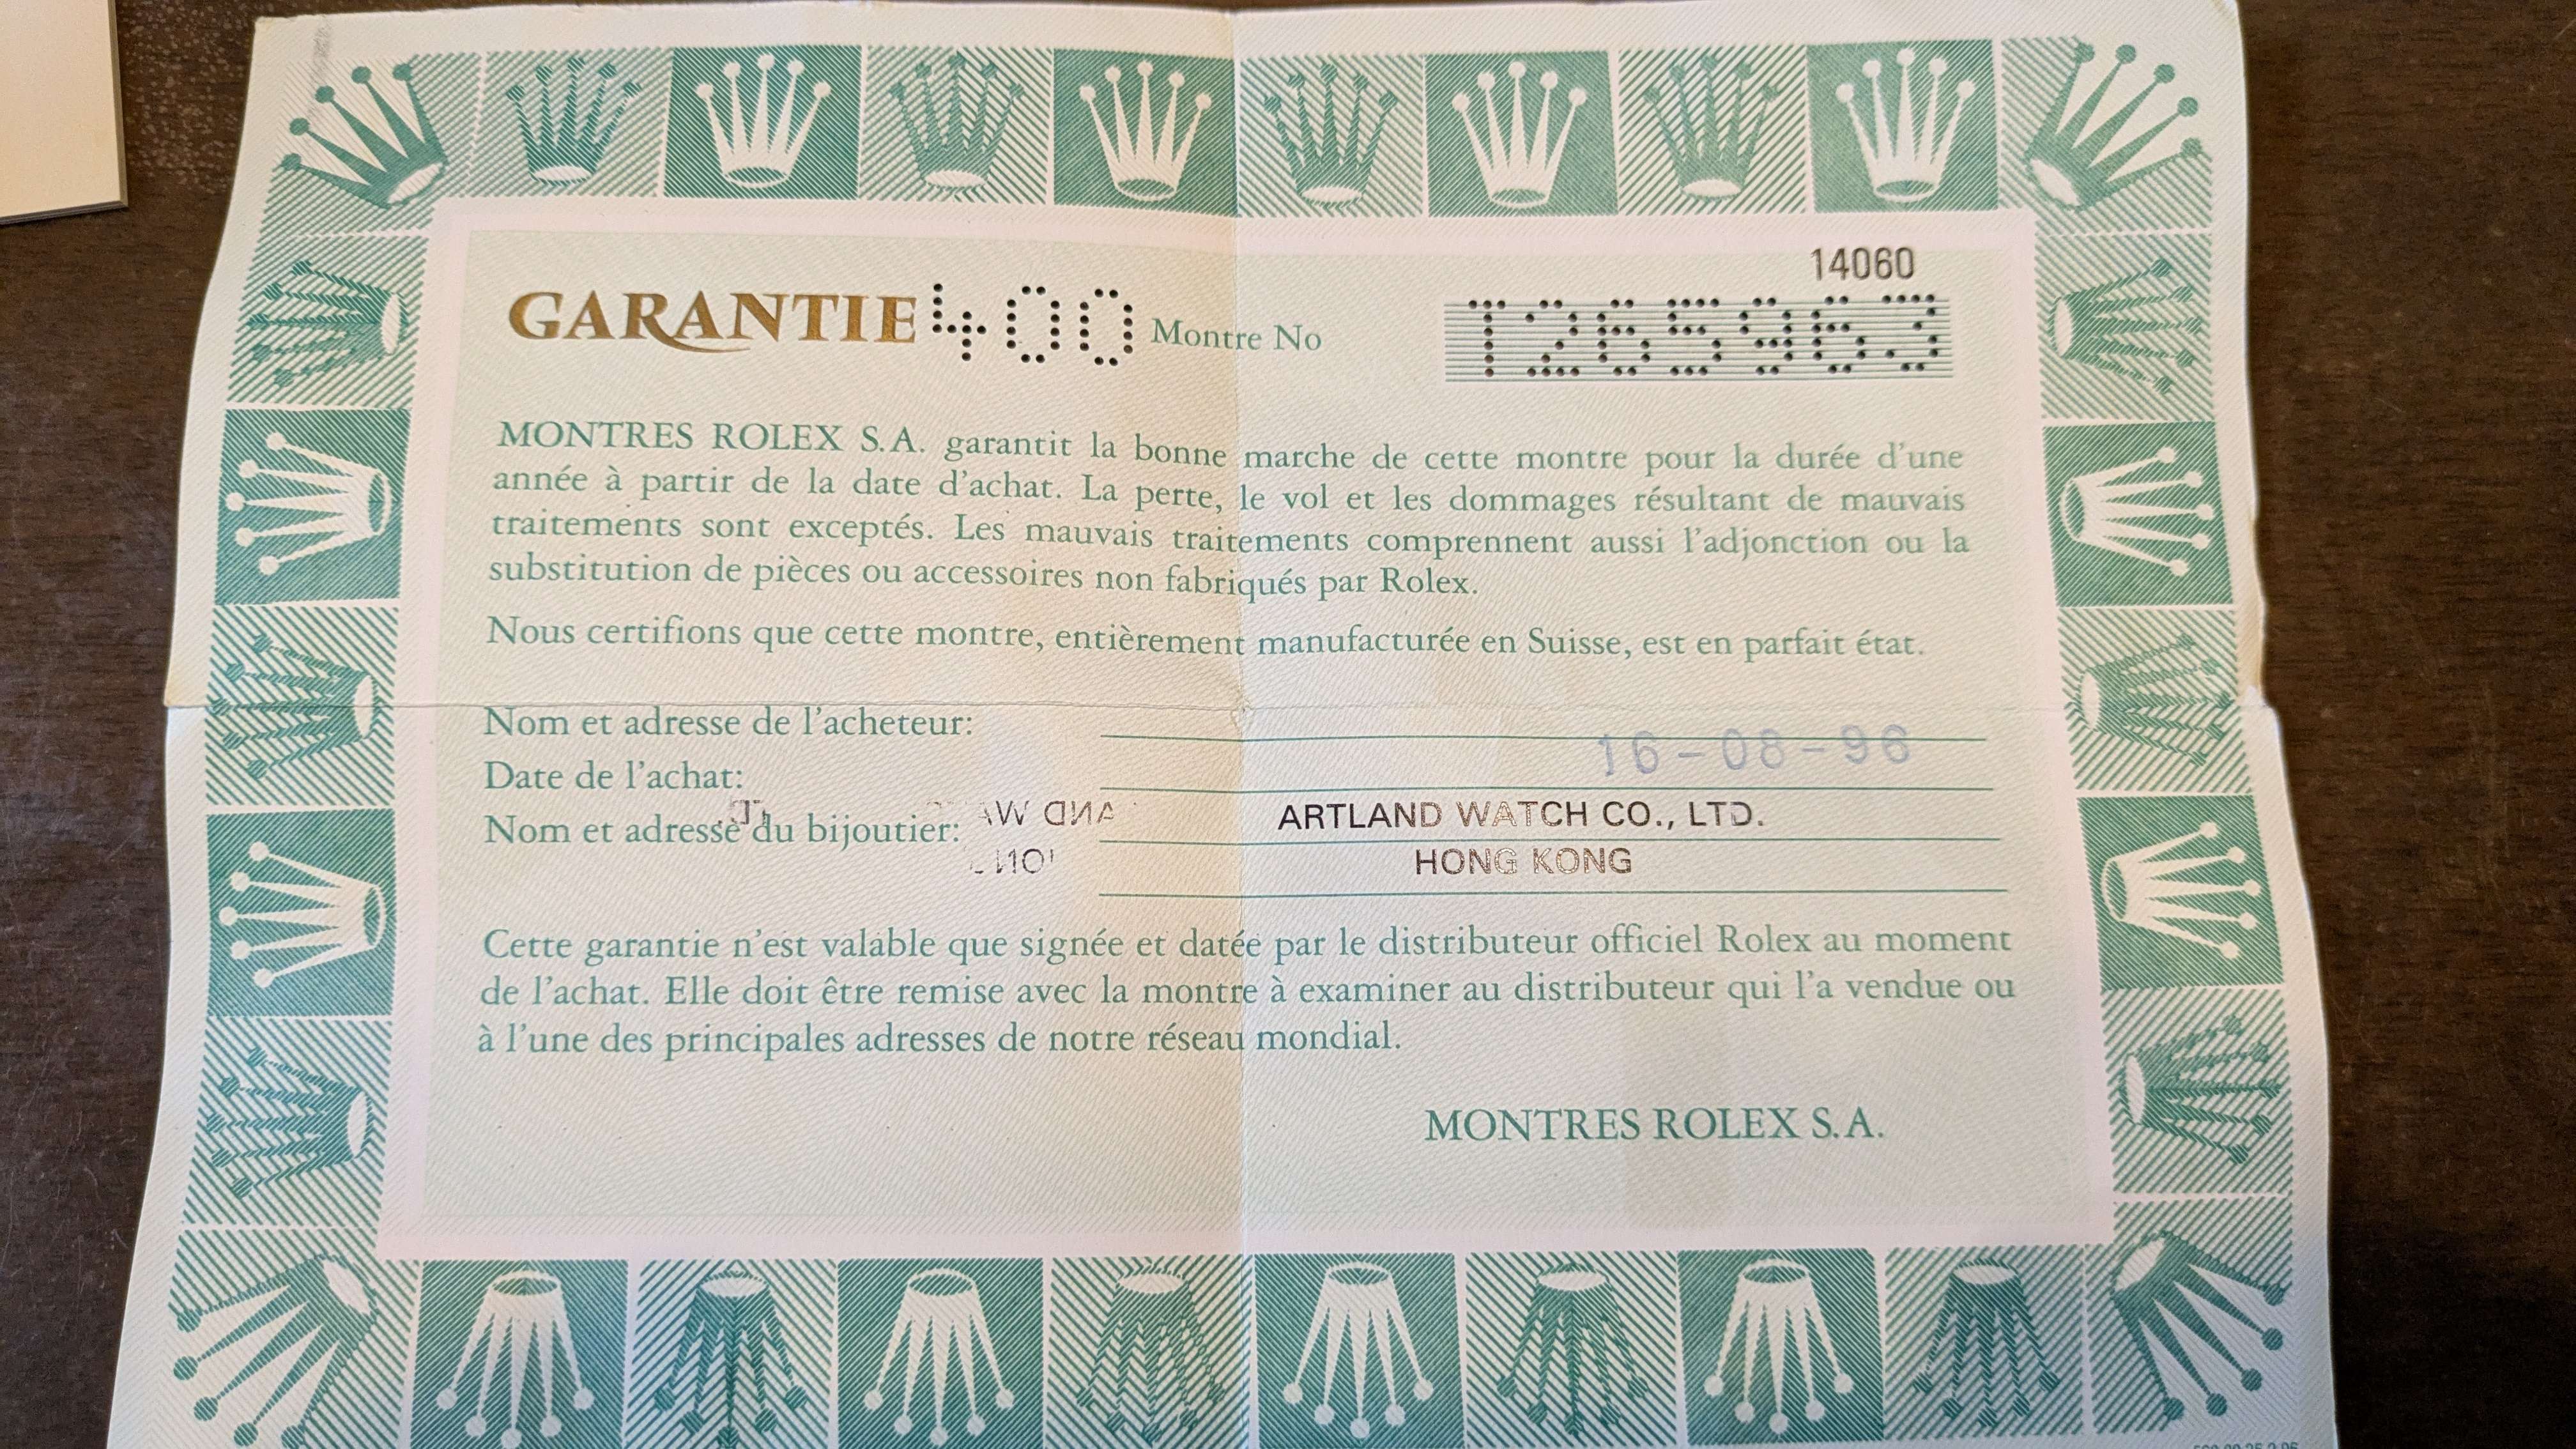 14060
GARANTIE 400 Montre No T265963
MONTRES ROLEX S.A. garantit la bonne marche de cette montre pour la durée d'une
année à partir de la date d'achat. La perte, le vol et les dommages résultant de mauvais
traitements sont exceptés. Les mauvais traitements comprennent aussi l'adjonction ou la
substitution de pièces ou accessoires non fabriqués par Rolex.
Nous certifions que cette montre, entièrement manufacturée en Suisse, est en parfait état.
Nom et adresse de l'acheteur:
Date de l'achat: 16-08-96
Nom et adresse du bijoutier: ARTLAND WATCH CO., LTD.
HONG KONG
Cette garantie n'est valable que signée et datée par le distributeur officiel Rolex au moment
de l'achat. Elle doit être remise avec la montre à examiner au distributeur qui l'a vendue ou
à l'une des principales adresses de notre réseau mondial.
MONTRES ROLEX S.A.